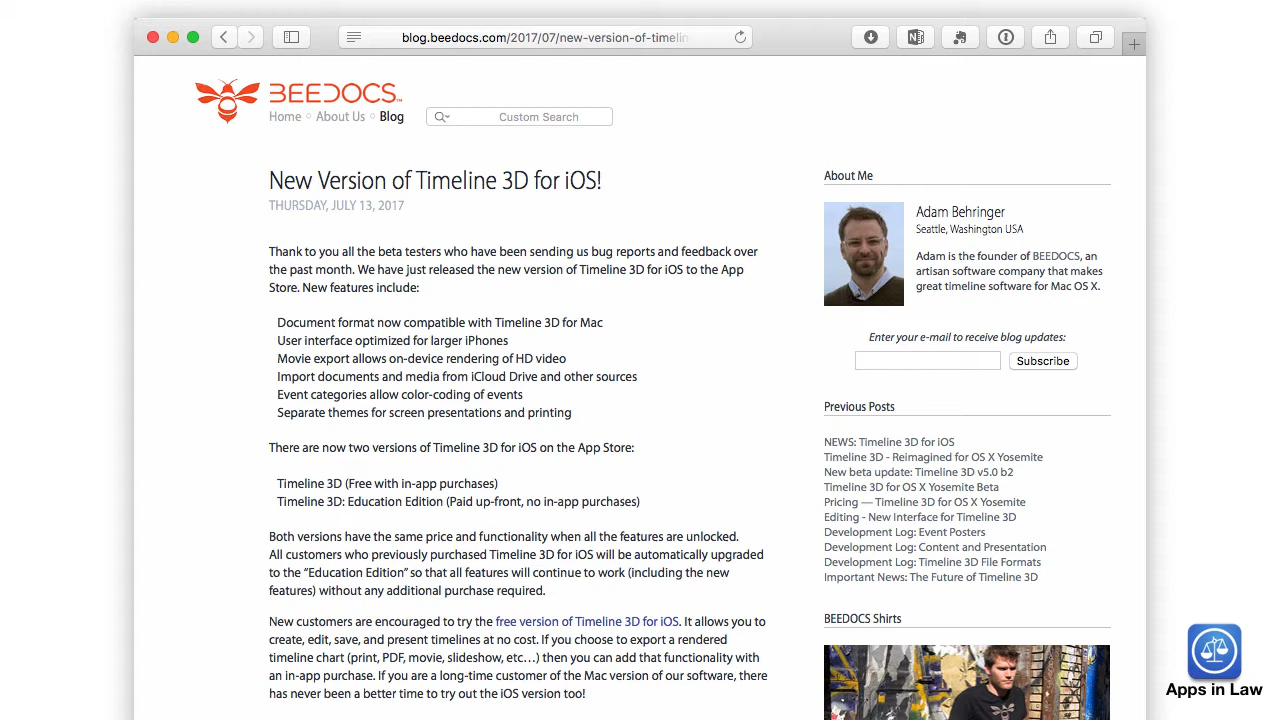 blog.beedocs.com/2017/07/new-version-of-timelin
BEEDOCS™
Home ○ About Us ○ Blog
Custom Search
New Version of Timeline 3D for iOS!
THURSDAY, JULY 13, 2017
Thank to you all the beta testers who have been sending us bug reports and feedback over
the past month. We have just released the new version of Timeline 3D for iOS to the App
Store. New features include:
Document format now compatible with Timeline 3D for Mac
User interface optimized for larger iPhones
Movie export allows on-device rendering of HD video
Import documents and media from iCloud Drive and other sources
Event categories allow color-coding of events
Separate themes for screen presentations and printing
There are now two versions of Timeline 3D for iOS on the App Store:
Timeline 3D (Free with in-app purchases)
Timeline 3D: Education Edition (Paid up-front, no in-app purchases)
Both versions have the same price and functionality when all the features are unlocked.
All customers who previously purchased Timeline 3D for iOS will be automatically upgraded
to the “Education Edition” so that all features will continue to work (including the new
features) without any additional purchase required.
New customers are encouraged to try the free version of Timeline 3D for iOS. It allows you to
create, edit, save, and present timelines at no cost. If you choose to export a rendered
timeline chart (print, PDF, movie, slideshow, etc…) then you can add that functionality with
an in-app purchase. If you are a long-time customer of the Mac version of our software, there
has never been a better time to try out the iOS version too!
About Me
Adam Behringer
Seattle, Washington USA
Adam is the founder of BEEDOCS, an
artisan software company that makes
great timeline software for Mac OS X.
Enter your e-mail to receive blog updates:
Subscribe
Previous Posts
NEWS: Timeline 3D for iOS
Timeline 3D - Reimagined for OS X Yosemite
New beta update: Timeline 3D v5.0 b2
Timeline 3D for OS X Yosemite Beta
Pricing — Timeline 3D for OS X Yosemite
Editing - New Interface for Timeline 3D
Development Log: Event Posters
Development Log: Content and Presentation
Development Log: Timeline 3D File Formats
Important News: The Future of Timeline 3D
BEEDOCS Shirts
Apps in Law